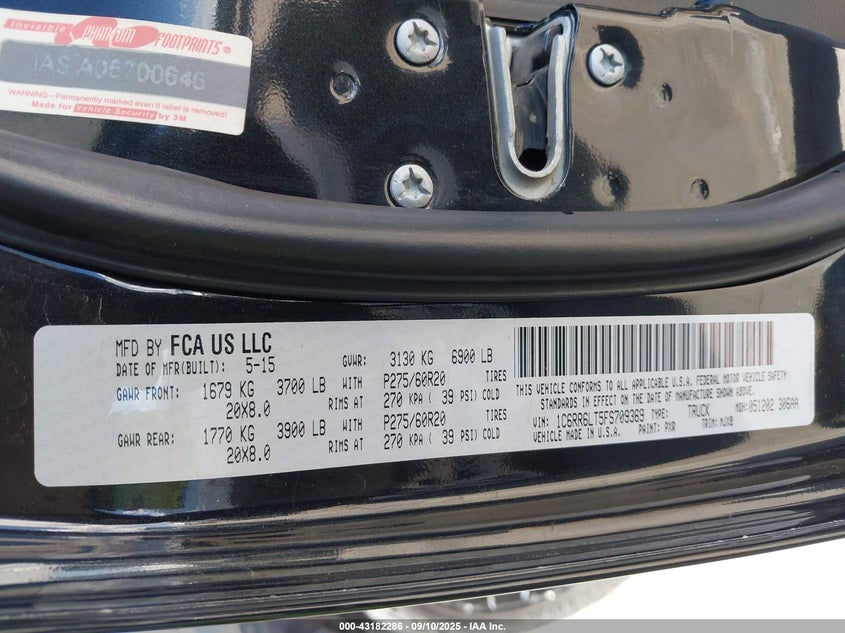 Invisible
PHANTOM FOOTPRINTS®
WARNING—Permanently marked even if label is removed!
Made for Vehicle Security by 3M
MFD BY FCA US LLC
DATE OF MFR(BUILT): 5-15 GVWR: 3130 KG 6900 LB
GAWR FRONT: 1679 KG 3700 LB WITH P275/60R20 TIRES
20X8.0 RIMS AT 270 KPA ( 39 PSI) COLD
GAWR REAR: 1770 KG 3900 LB WITH P275/60R20 TIRES
20X8.0 RIMS AT 270 KPA ( 39 PSI) COLD
THIS VEHICLE CONFORMS TO ALL APPLICABLE U.S.A. FEDERAL MOTOR VEHICLE SAFETY
STANDARDS IN EFFECT ON THE DATE OF MANUFACTURE SHOWN ABOVE.
VIN: 1C6RR6LT5FS709369 TYPE: TRUCK MDH: 051202 306AA
VEHICLE MADE IN U.S.A. PAINT: PXR TRIM:
000-43182286 - 09/10/2025 - IAA Inc.